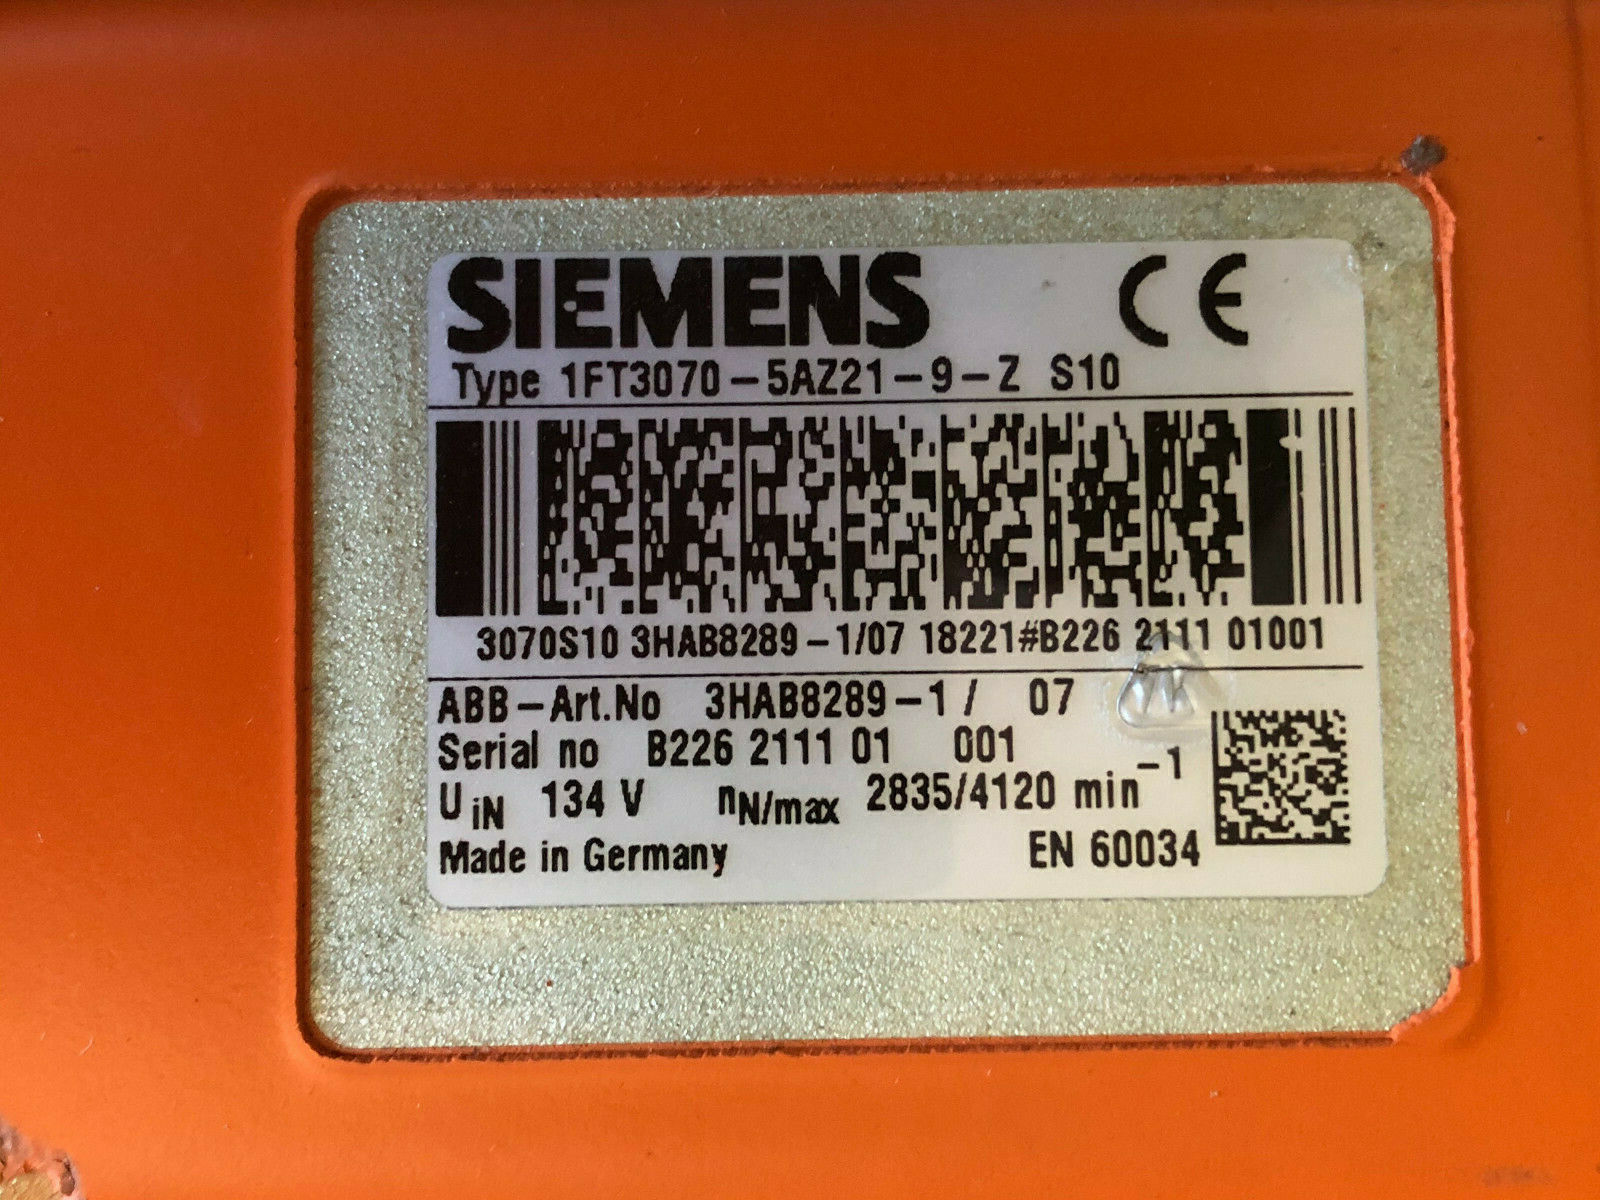 SIEMENS CE
Type 1FT3070-5AZ21-9-Z S10
3070S10 3HAB8289-1/07 18221#B226 2111 01001
ABB-Art.No 3HAB8289-1/ 07
Serial no B226 2111 01 001
UiN 134 V nN/max 2835/4120 min-1
Made in Germany EN 60034